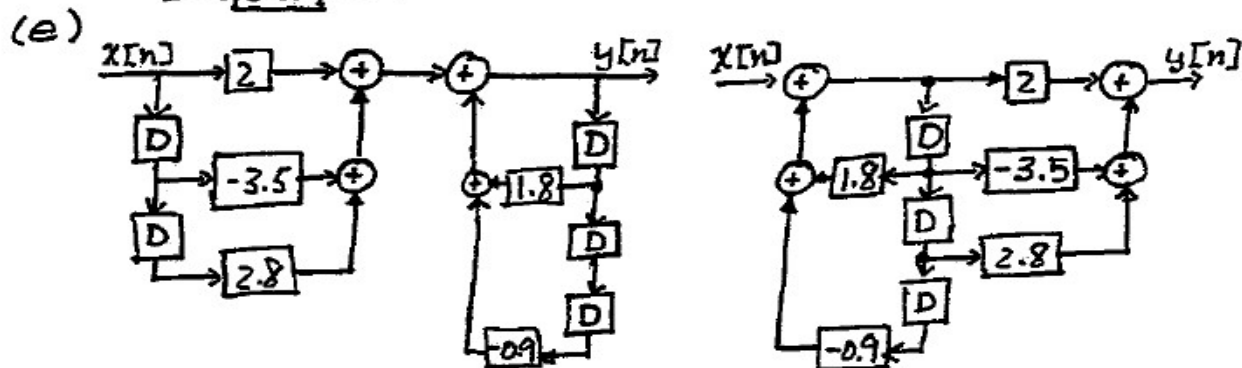 (e)
x[n] 2 + + y[n] x[n] + 2 + y[n]
D D D
-3.5 + + 1.8 + 1.8 -3.5 +
D D D
2.8 2.8
D D
-0.9 -0.9